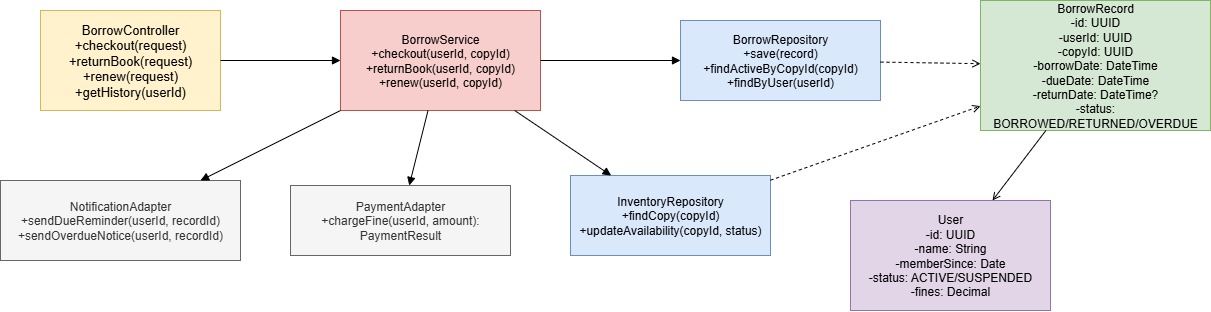 BorrowController
+checkout(request)
+returnBook(request)
+renew(request)
+getHistory(userId)
BorrowService
+checkout(userId, copyId)
+returnBook(userId, copyId)
+renew(userId, copyId)
BorrowRepository
+save(record)
+findActiveByCopyId(copyId)
+findByUser(userId)
BorrowRecord
-id: UUID
-userId: UUID
-copyId: UUID
-borrowDate: DateTime
-dueDate: DateTime
-returnDate: DateTime?
-status:
BORROWED/RETURNED/OVERDUE
NotificationAdapter
+sendDueReminder(userId, recordId)
+sendOverdueNotice(userId, recordId)
PaymentAdapter
+chargeFine(userId, amount):
PaymentResult
InventoryRepository
+findCopy(copyId)
+updateAvailability(copyId, status)
User
-id: UUID
-name: String
-memberSince: Date
-status: ACTIVE/SUSPENDED
-fines: Decimal